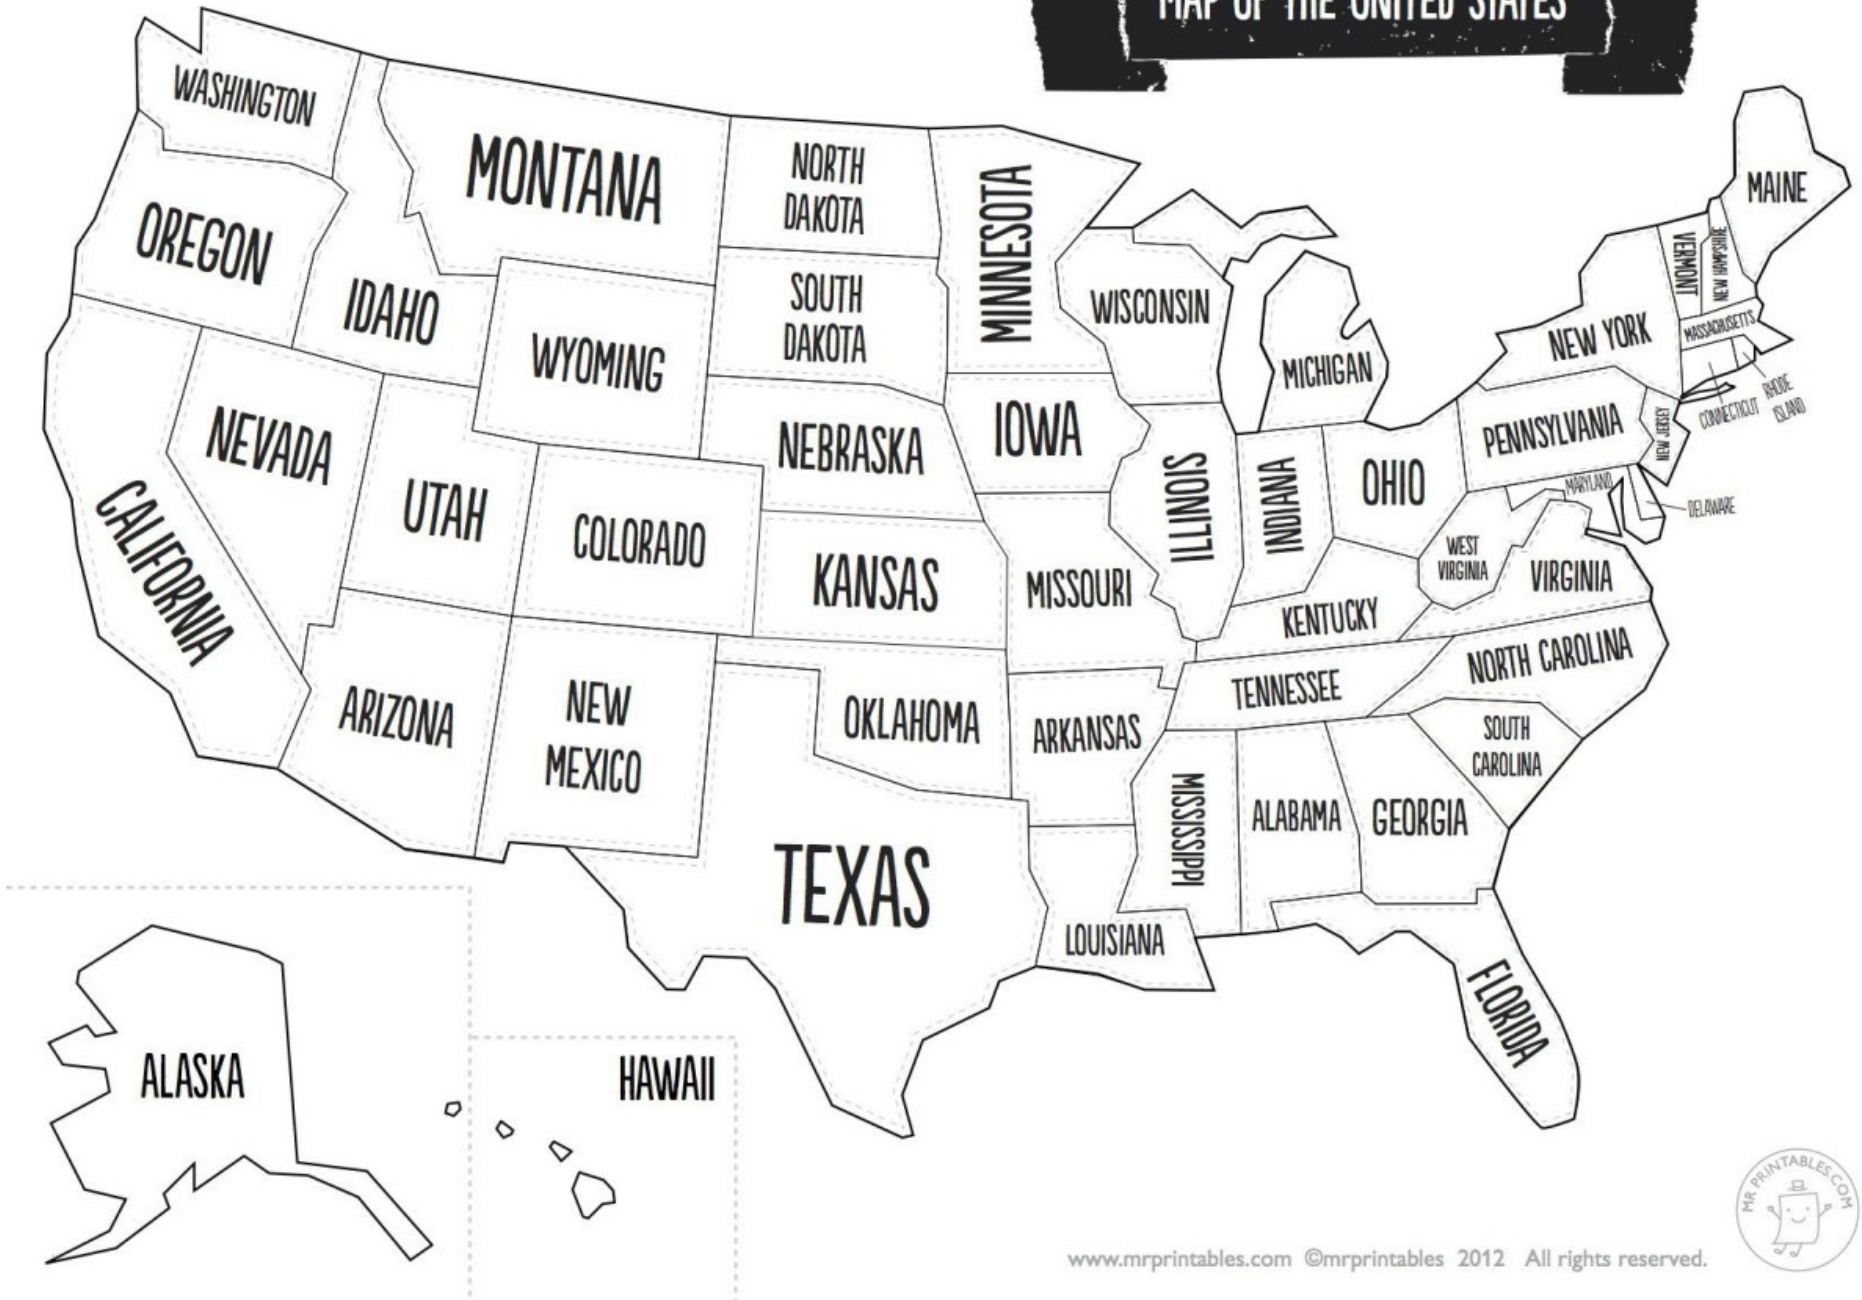 MAP OF THE UNITED STATES
WASHINGTON
MONTANA
NORTH
DAKOTA
MINNESOTA
MAINE
OREGON
IDAHO
WYOMING
SOUTH
DAKOTA
WISCONSIN
MICHIGAN
NEW YORK
VERMONT
NEW HAMPSHIRE
MASSACHUSETTS
RHODE
ISLAND
CONNECTICUT
NEVADA
UTAH
COLORADO
NEBRASKA
IOWA
ILLINOIS
INDIANA
OHIO
PENNSYLVANIA
NEW JERSEY
MARYLAND
DELAWARE
CALIFORNIA
KANSAS
MISSOURI
KENTUCKY
WEST
VIRGINIA
VIRGINIA
ARIZONA
NEW
MEXICO
OKLAHOMA
ARKANSAS
TENNESSEE
NORTH CAROLINA
SOUTH
CAROLINA
TEXAS
LOUISIANA
MISSISSIPPI
ALABAMA
GEORGIA
FLORIDA
ALASKA
HAWAII
MR PRINTABLES.COM
www.mrprintables.com ©mrprintables 2012 All rights reserved.